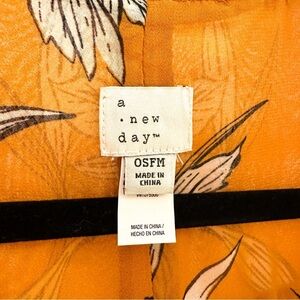 a
. new
day™
OSFM
MADE IN
CHINA
MADE IN CHINA /
HECHO EN CHINA